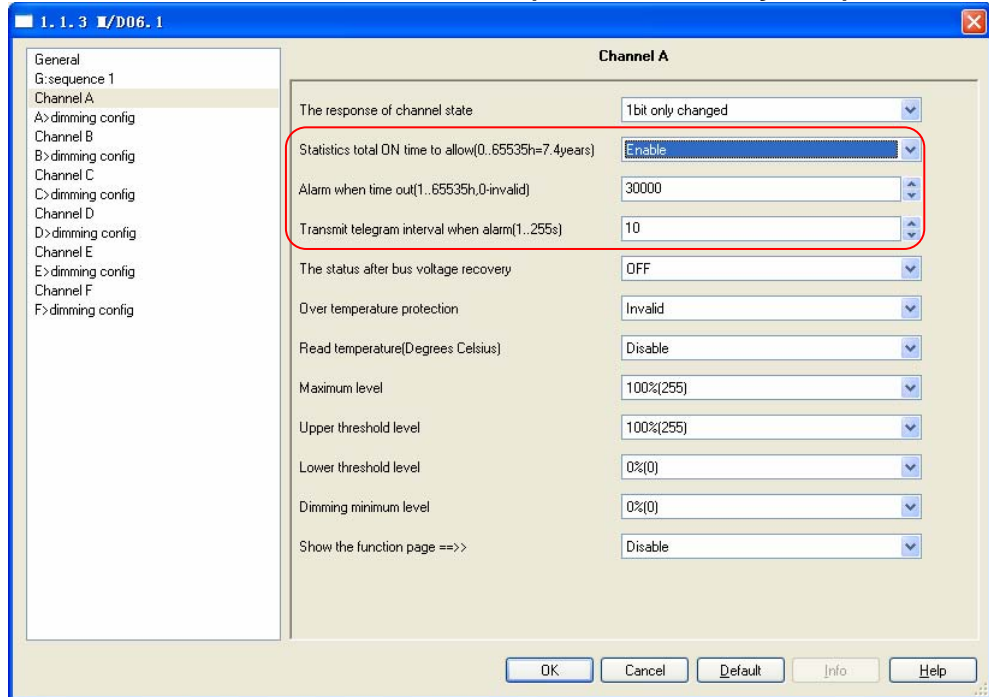 1.1.3 M/D06.1
General
G:sequence 1
Channel A
A>dimming config
Channel B
B>dimming config
Channel C
C>dimming config
Channel D
D>dimming config
Channel E
E>dimming config
Channel F
F>dimming config
Channel A
The response of channel state 1bit only changed
Statistics total ON time to allow(0..65535h=7.4years) Enable
Alarm when time out(1..65535h,0-invalid) 30000
Transmit telegram interval when alarm(1..255s) 10
The status after bus voltage recovery OFF
Over temperature protection Invalid
Read temperature(Degrees Celsius) Disable
Maximum level 100%(255)
Upper threshold level 100%(255)
Lower threshold level 0%(0)
Dimming minimum level 0%(0)
Show the function page ==>> Disable
OK Cancel Default Info Help